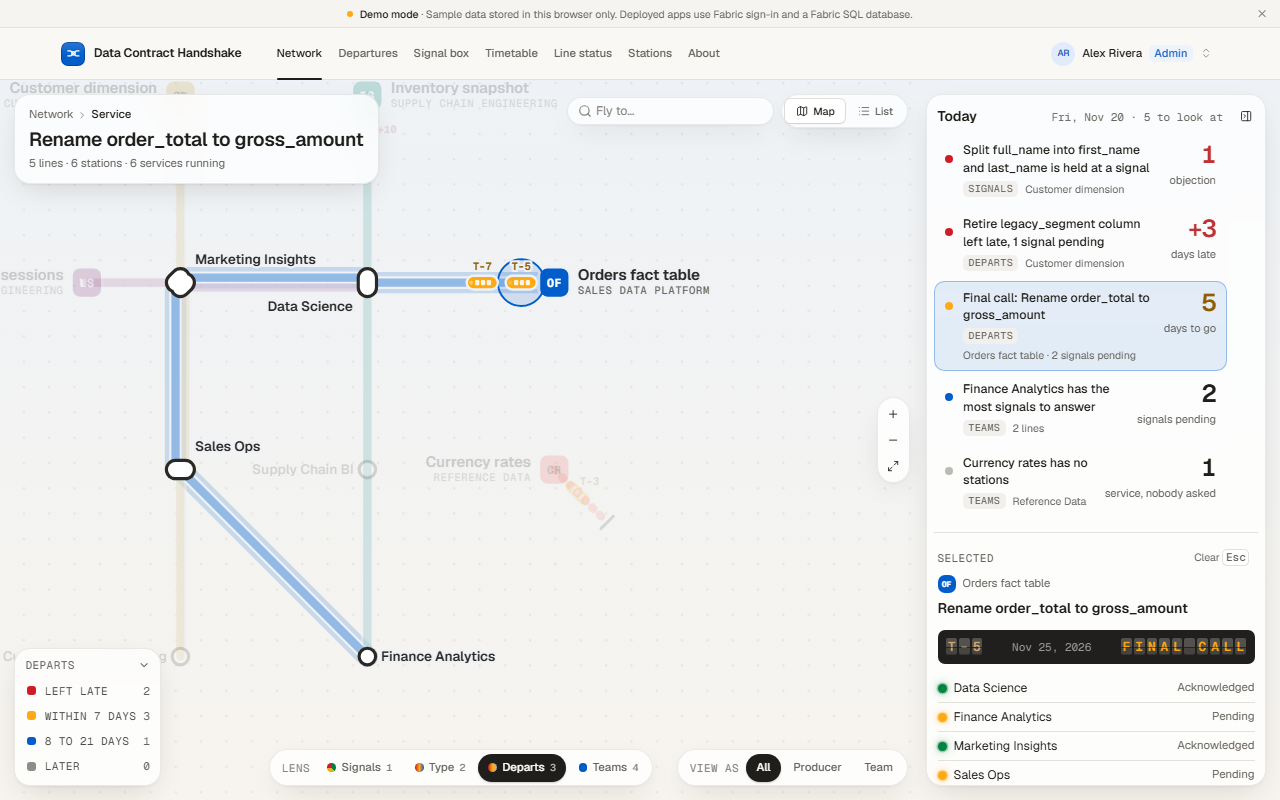 Demo mode · Sample data stored in this browser only. Deployed apps use Fabric sign-in and a Fabric SQL database.
Data Contract Handshake
Network
Departures
Signal box
Timetable
Line status
Stations
About
AR
Alex Rivera
Admin
Customer dimension
Inventory snapshot
SUPPLY CHAIN ENGINEERING
+10
Network
Service
Rename order_total to gross_amount
5 lines · 6 stations · 6 services running
Fly to...
Map
List
sessions
GINEERING
Marketing Insights
Data Science
T-7
T-5
OF
Orders fact table
SALES DATA PLATFORM
Sales Ops
Supply Chain BI
Currency rates
REFERENCE DATA
CR
T-3
Finance Analytics
DEPARTS
LEFT LATE 2
WITHIN 7 DAYS 3
8 TO 21 DAYS 1
LATER 0
LENS
Signals 1
Type 2
Departs 3
Teams 4
VIEW AS
All
Producer
Team
Today
Fri, Nov 20 · 5 to look at
Split full_name into first_name
and last_name is held at a signal
SIGNALS Customer dimension
1
objection
Retire legacy_segment column
left late, 1 signal pending
DEPARTS Customer dimension
+3
days late
Final call: Rename order_total to
gross_amount
DEPARTS
Orders fact table · 2 signals pending
5
days to go
Finance Analytics has the
most signals to answer
TEAMS 2 lines
2
signals pending
Currency rates has no
stations
TEAMS Reference Data
1
service, nobody asked
SELECTED
Clear Esc
OF Orders fact table
Rename order_total to gross_amount
T-5 Nov 25, 2026 FINAL CALL
Data Science Acknowledged
Finance Analytics Pending
Marketing Insights Acknowledged
Sales Ops Pending